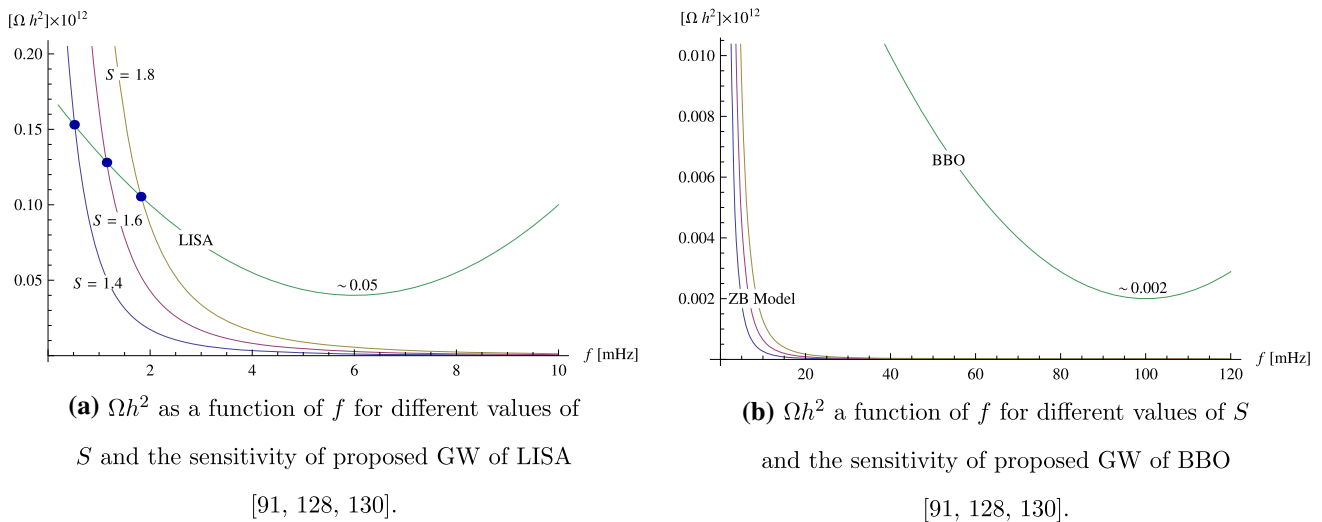 [Ω h²]×10¹²
0.20
0.15
0.10
0.05
S = 1.8
S = 1.6
S = 1.4
LISA
~ 0.05
2 4 6 8 10
f [mHz]
(a) Ωh² as a function of f for different values of
S and the sensitivity of proposed GW of LISA
[91, 128, 130].
[Ω h²]×10¹²
0.010
0.008
0.006
0.004
0.002
BBO
ZB Model
~ 0.002
20 40 60 80 100 120
f [mHz]
(b) Ωh² a function of f for different values of S
and the sensitivity of proposed GW of BBO
[91, 128, 130].